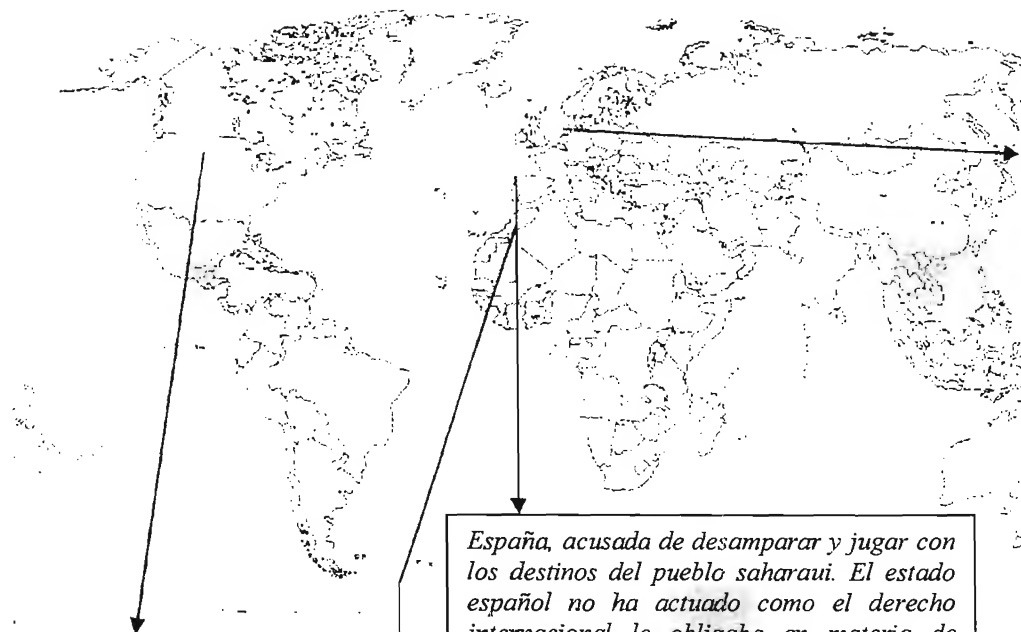 España, acusada de desamparar y jugar con
los destinos del pueblo saharaui. El estado
español no ha actuado como el derecho
internacional le obligaba en materia de